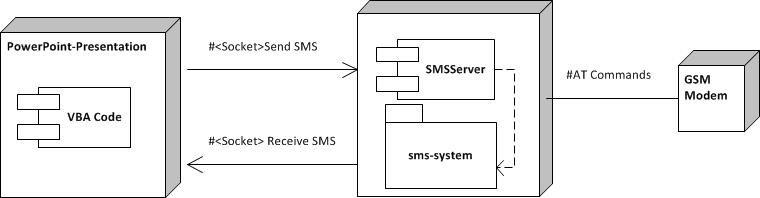 PowerPoint-Presentation
VBA Code
#<Socket>Send SMS
#<Socket> Receive SMS
SMSServer
sms-system
#AT Commands
GSM
Modem